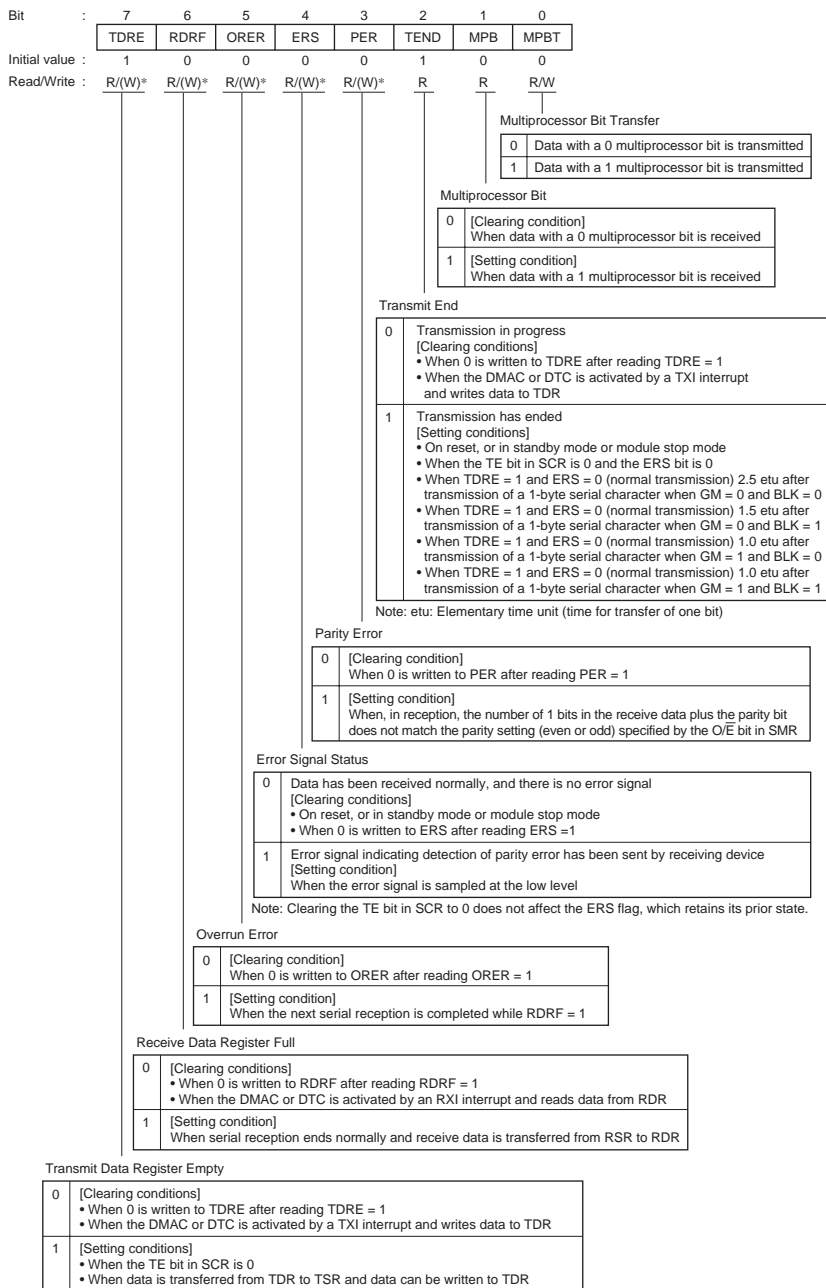 Bit : 7 6 5 4 3 2 1 0
TDRE RDRF ORER ERS PER TEND MPB MPBT
Initial value : 1 0 0 0 0 1 0 0
Read/Write : R/(W)* R/(W)* R/(W)* R/(W)* R/(W)* R R R/W
Multiprocessor Bit Transfer
0 Data with a 0 multiprocessor bit is transmitted
1 Data with a 1 multiprocessor bit is transmitted
Multiprocessor Bit
0 [Clearing condition]
When data with a 0 multiprocessor bit is received
1 [Setting condition]
When data with a 1 multiprocessor bit is received
Transmit End
0 Transmission in progress
[Clearing conditions]
• When 0 is written to TDRE after reading TDRE = 1
• When the DMAC or DTC is activated by a TXI interrupt
and writes data to TDR
1 Transmission has ended
[Setting conditions]
• On reset, or in standby mode or module stop mode
• When the TE bit in SCR is 0 and the ERS bit is 0
• When TDRE = 1 and ERS = 0 (normal transmission) 2.5 etu after
transmission of a 1-byte serial character when GM = 0 and BLK = 0
• When TDRE = 1 and ERS = 0 (normal transmission) 1.5 etu after
transmission of a 1-byte serial character when GM = 0 and BLK = 1
• When TDRE = 1 and ERS = 0 (normal transmission) 1.0 etu after
transmission of a 1-byte serial character when GM = 1 and BLK = 0
• When TDRE = 1 and ERS = 0 (normal transmission) 1.0 etu after
transmission of a 1-byte serial character when GM = 1 and BLK = 1
Note: etu: Elementary time unit (time for transfer of one bit)
Parity Error
0 [Clearing condition]
When 0 is written to PER after reading PER = 1
1 [Setting condition]
When, in reception, the number of 1 bits in the receive data plus the parity bit
does not match the parity setting (even or odd) specified by the O/E̅ bit in SMR
Error Signal Status
0 Data has been received normally, and there is no error signal
[Clearing conditions]
• On reset, or in standby mode or module stop mode
• When 0 is written to ERS after reading ERS =1
1 Error signal indicating detection of parity error has been sent by receiving device
[Setting condition]
When the error signal is sampled at the low level
Note: Clearing the TE bit in SCR to 0 does not affect the ERS flag, which retains its prior state.
Overrun Error
0 [Clearing condition]
When 0 is written to ORER after reading ORER = 1
1 [Setting condition]
When the next serial reception is completed while RDRF = 1
Receive Data Register Full
0 [Clearing conditions]
• When 0 is written to RDRF after reading RDRF = 1
• When the DMAC or DTC is activated by an RXI interrupt and reads data from RDR
1 [Setting condition]
When serial reception ends normally and receive data is transferred from RSR to RDR
Transmit Data Register Empty
0 [Clearing conditions]
• When 0 is written to TDRE after reading TDRE = 1
• When the DMAC or DTC is activated by a TXI interrupt and writes data to TDR
1 [Setting conditions]
• When the TE bit in SCR is 0
• When data is transferred from TDR to TSR and data can be written to TDR